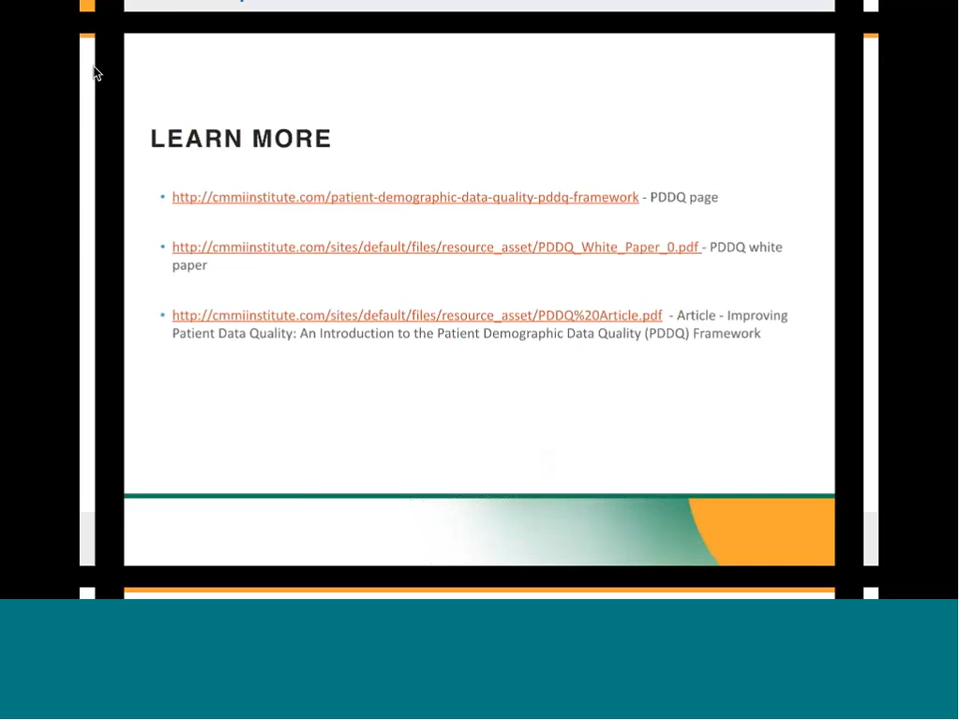 LEARN MORE
• http://cmmiinstitute.com/patient-demographic-data-quality-pddq-framework - PDDQ page
• http://cmmiinstitute.com/sites/default/files/resource_asset/PDDQ_White_Paper_0.pdf - PDDQ white
paper
• http://cmmiinstitute.com/sites/default/files/resource_asset/PDDQ%20Article.pdf - Article - Improving
Patient Data Quality: An Introduction to the Patient Demographic Data Quality (PDDQ) Framework